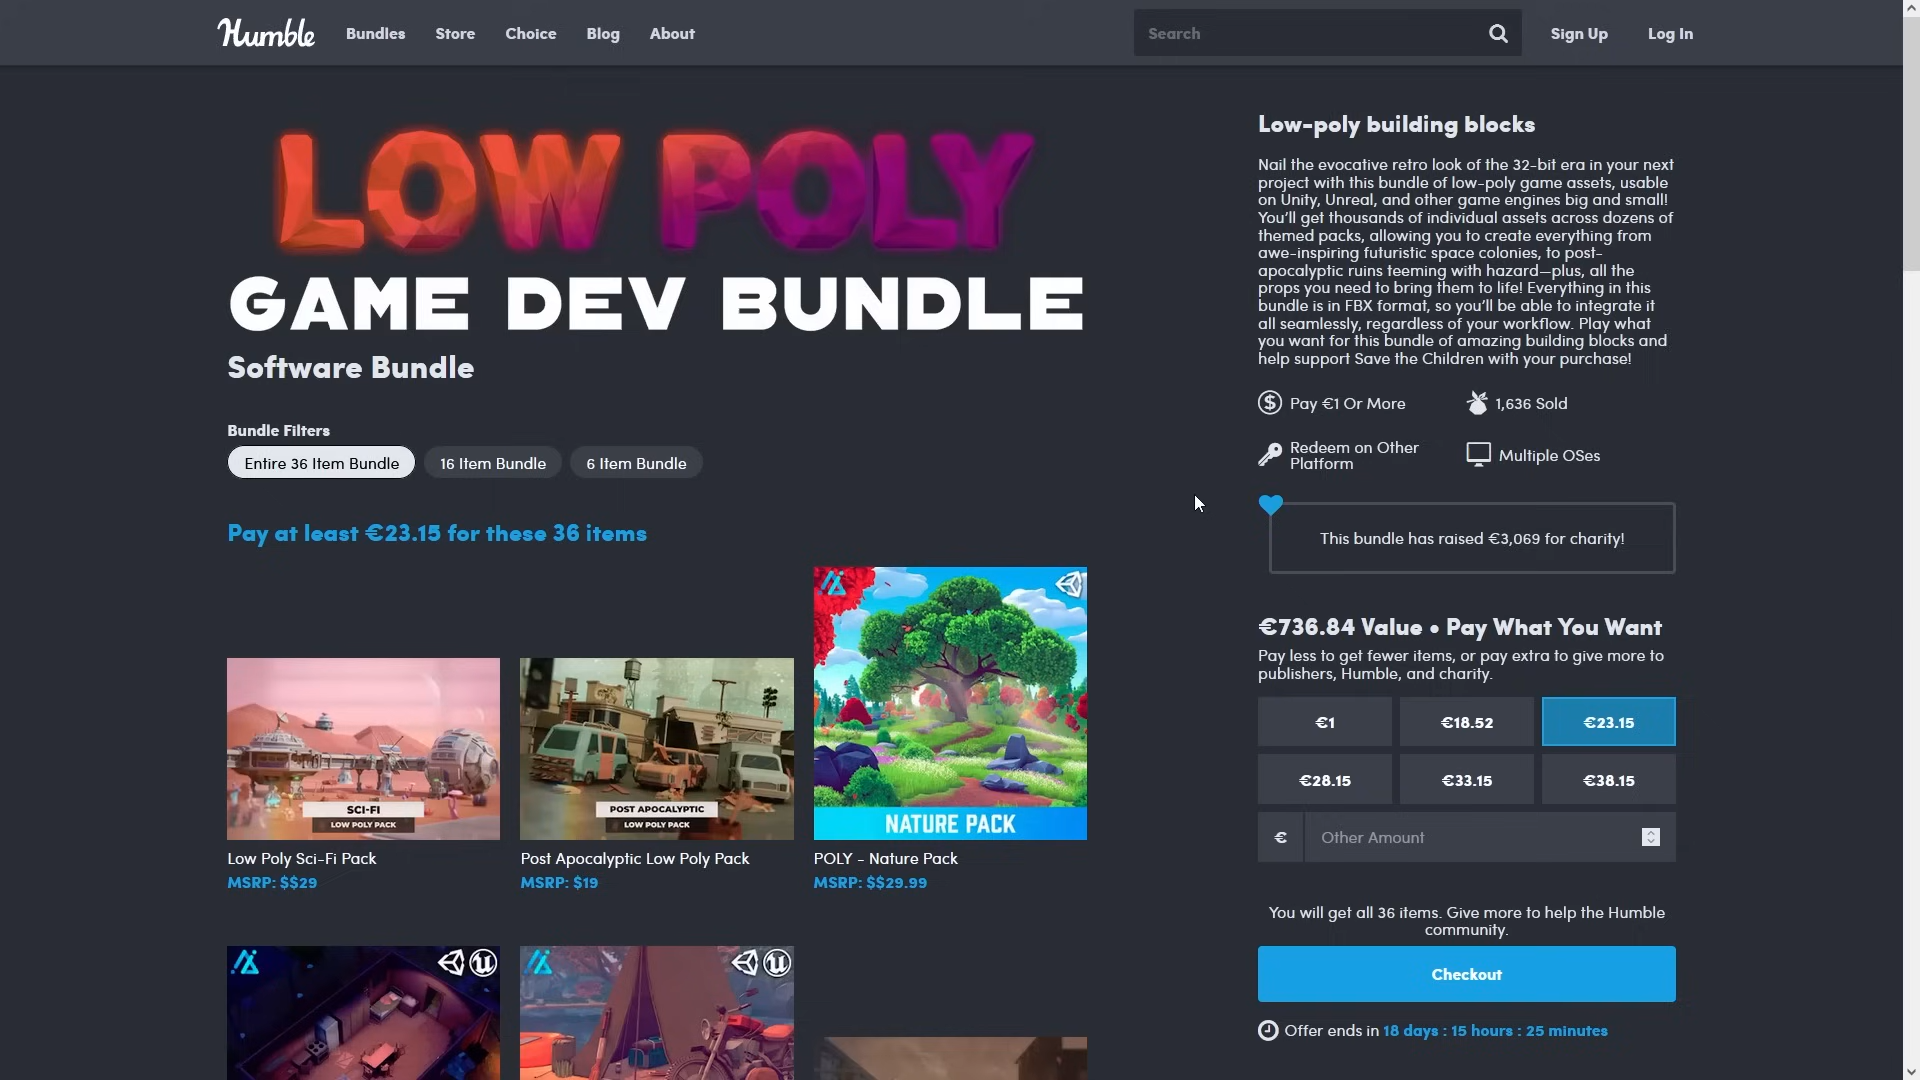 Humble
Bundles
Store
Choice
Blog
About
Search
Sign Up
Log In
LOW POLY
GAME DEV BUNDLE
Software Bundle
Bundle Filters
Entire 36 Item Bundle
16 Item Bundle
6 Item Bundle
Pay at least €23.15 for these 36 items
SCI-FI
LOW POLY PACK
Low Poly Sci-Fi Pack
MSRP: $$29
POST APOCALYPTIC
LOW POLY PACK
Post Apocalyptic Low Poly Pack
MSRP: $19
NATURE PACK
POLY - Nature Pack
MSRP: $$29.99
Low-poly building blocks
Nail the evocative retro look of the 32-bit era in your next
project with this bundle of low-poly game assets, usable
on Unity, Unreal, and other game engines big and small!
You'll get thousands of individual assets across dozens of
themed packs, allowing you to create everything from
awe-inspiring futuristic space colonies, to post-
apocalyptic ruins teeming with hazard—plus, all the
props you need to bring them to life! Everything in this
bundle is in FBX format, so you'll be able to integrate it
all seamlessly, regardless of your workflow. Play what
you want for this bundle of amazing building blocks and
help support Save the Children with your purchase!
Pay €1 Or More
1,636 Sold
Redeem on Other
Platform
Multiple OSes
This bundle has raised €3,069 for charity!
€736.84 Value • Pay What You Want
Pay less to get fewer items, or pay extra to give more to
publishers, Humble, and charity.
€1
€18.52
€23.15
€28.15
€33.15
€38.15
€
Other Amount
You will get all 36 items. Give more to help the Humble
community.
Checkout
Offer ends in 18 days : 15 hours : 25 minutes